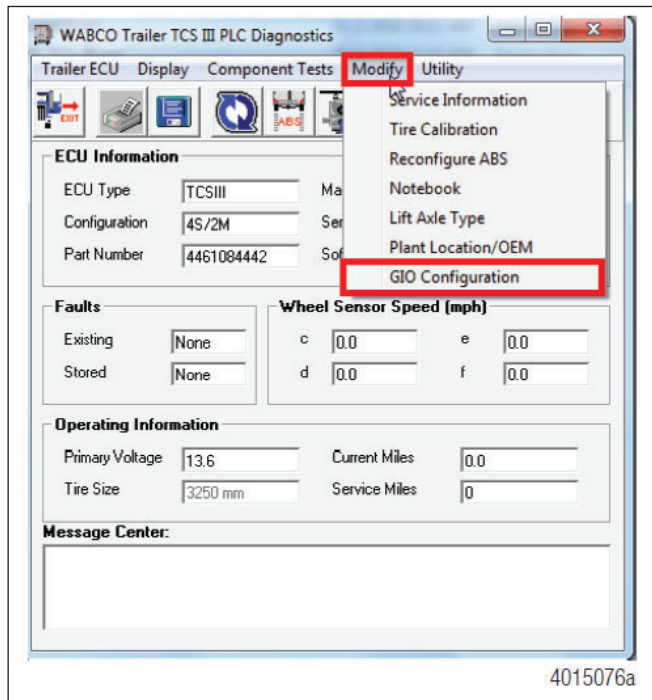 WABCO Trailer TCS III PLC Diagnostics
Trailer ECU Display Component Tests Modify Utility
EXIT ABS
Service Information
Tire Calibration
Reconfigure ABS
Notebook
Lift Axle Type
Plant Location/OEM
GIO Configuration
ECU Information
ECU Type TCSIII Ma
Configuration 4S/2M Ser
Part Number 4461084442 Sof
Faults
Existing None
Stored None
Wheel Sensor Speed (mph)
c 0.0 e 0.0
d 0.0 f 0.0
Operating Information
Primary Voltage 13.6 Current Miles 0.0
Tire Size 3250 mm Service Miles 0
Message Center:
4015076a